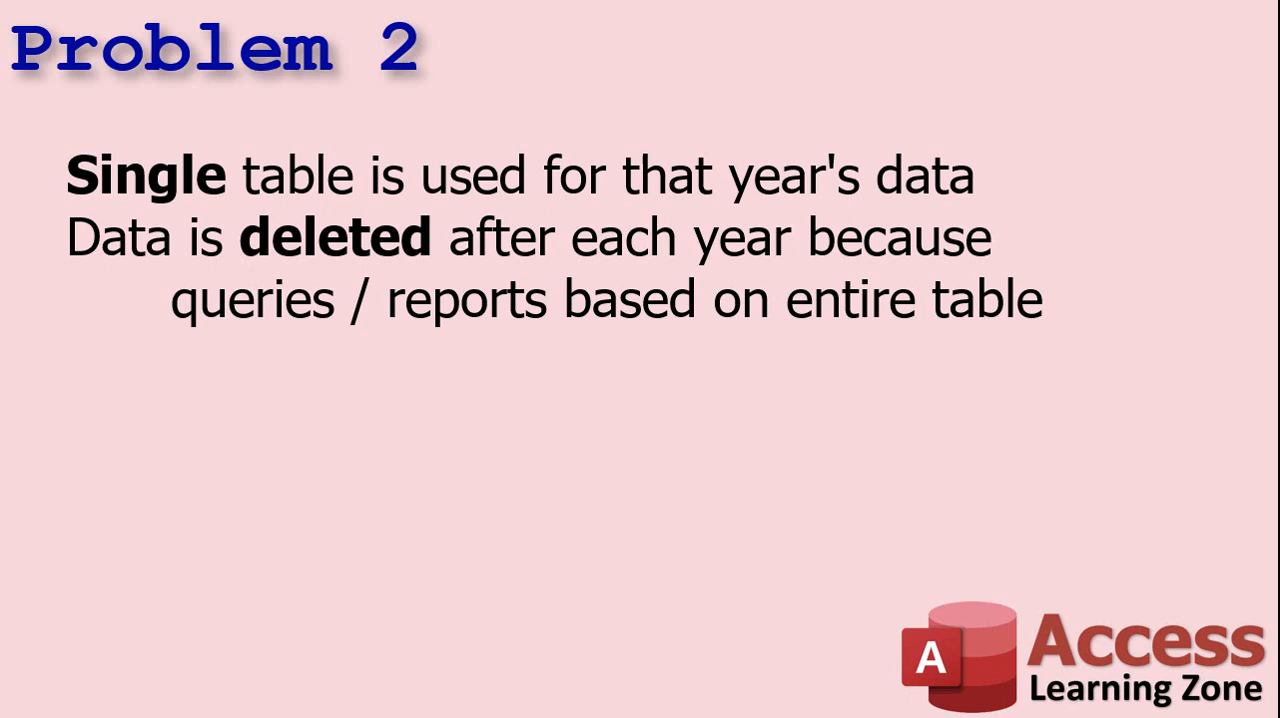 Problem 2
Single table is used for that year's data
Data is deleted after each year because
queries / reports based on entire table
A
Access
Learning Zone